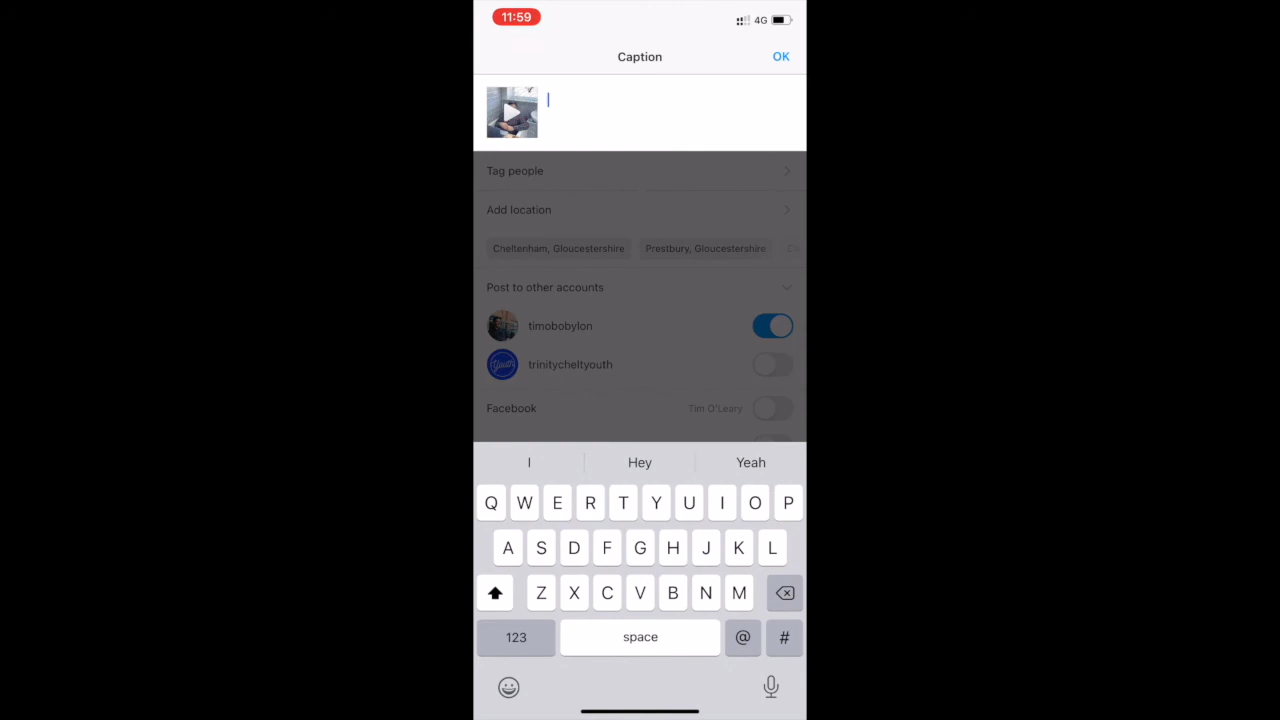 11:59 4G
Caption OK
Tag people
Add location
Cheltenham, Gloucestershire Prestbury, Gloucestershire
Post to other accounts
timobobylon
Youth trinitycheltyouth
Facebook Tim O'Leary
I Hey Yeah
Q W E R T Y U I O P
A S D F G H J K L
Z X C V B N M
123 space @ #